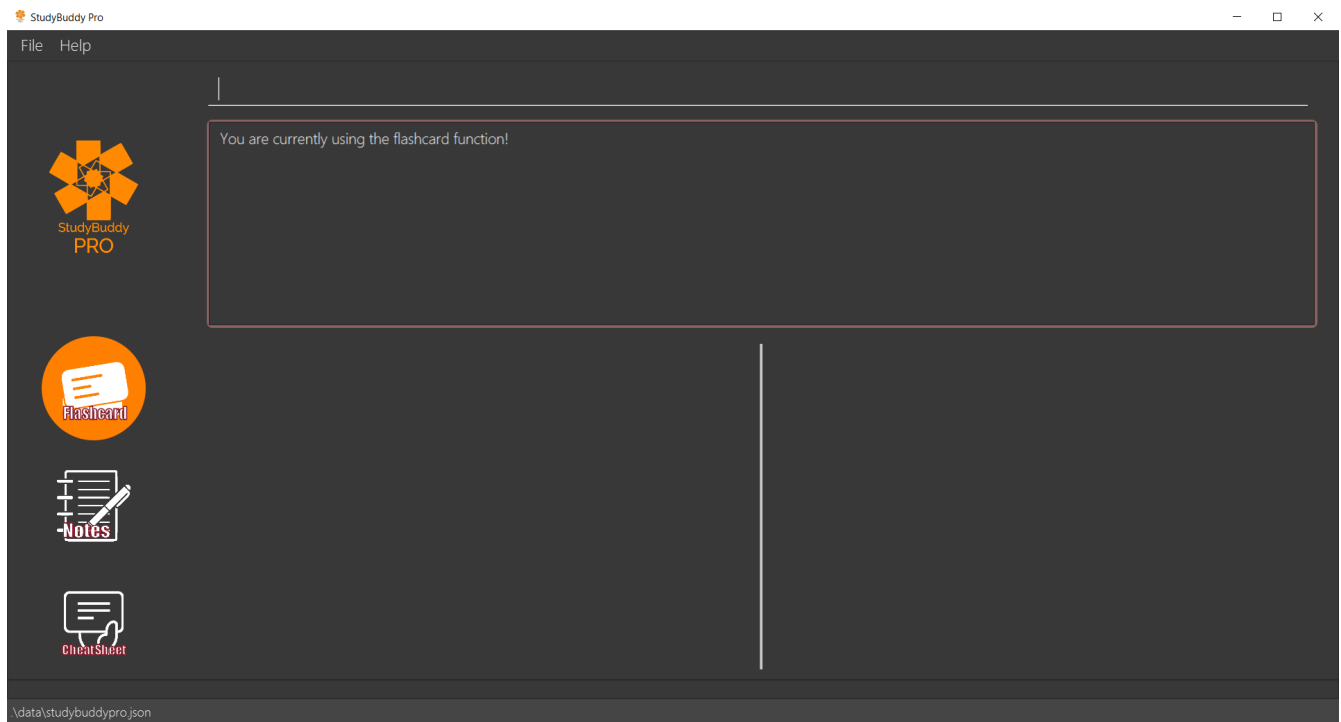 StudyBuddy Pro
File Help
You are currently using the flashcard function!
StudyBuddy
PRO
Flashcard
Notes
CheatSheet
.\data\studybuddypro.json